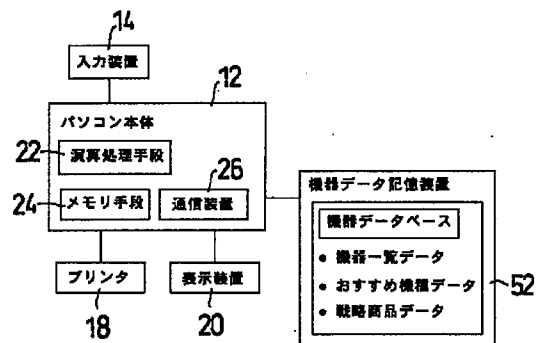 14
入力装置
12
パソコン本体
22
演算処理手段
26
24
メモリ手段
通信装置
プリンタ
18
表示装置
20
機器データ記憶装置
機器データベース
• 機器一覧データ
• おすすめ機種データ
• 戦略商品データ
52